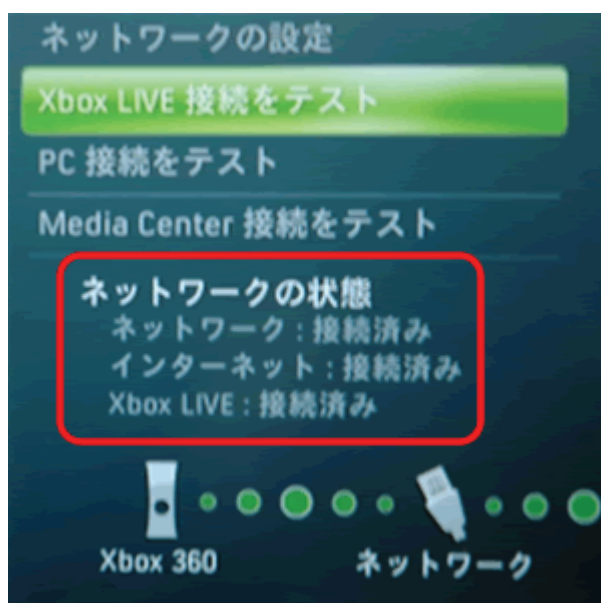 ネットワークの設定
Xbox LIVE 接続をテスト
PC 接続をテスト
Media Center 接続をテスト
ネットワークの状態
ネットワーク : 接続済み
インターネット : 接続済み
Xbox LIVE : 接続済み
Xbox 360
ネットワーク